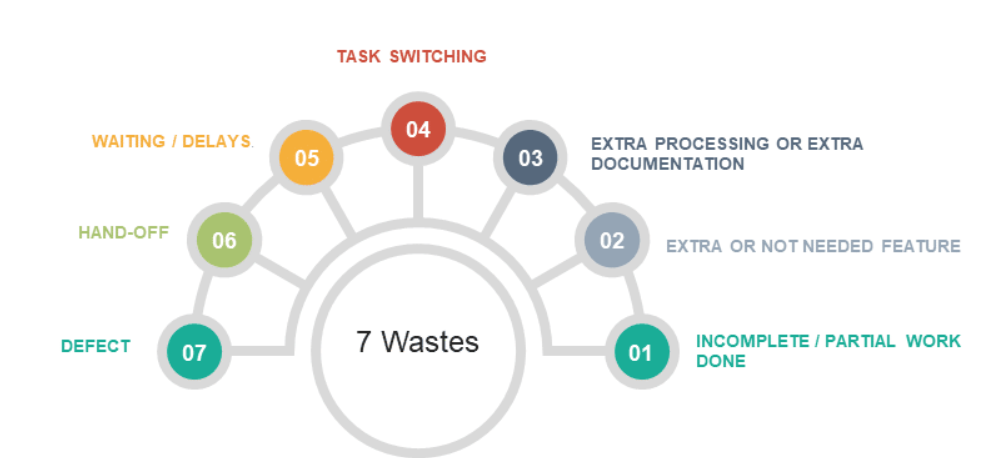 TASK SWITCHING
04
WAITING / DELAYS.
05
03
EXTRA PROCESSING OR EXTRA
DOCUMENTATION
HAND-OFF
06
02
EXTRA OR NOT NEEDED FEATURE
DEFECT
07
7 Wastes
01
INCOMPLETE / PARTIAL WORK
DONE